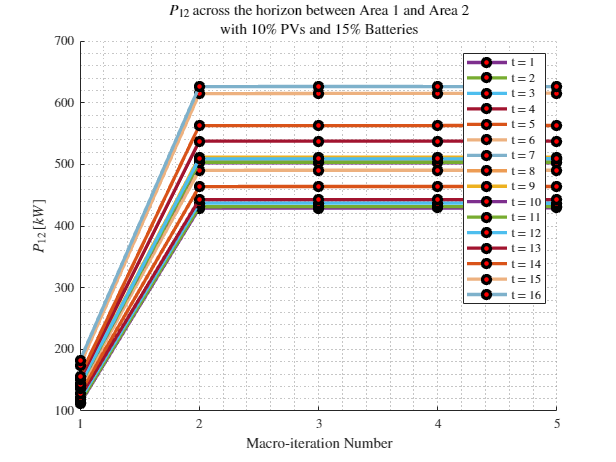 P12 across the horizon between Area 1 and Area 2
with 10% PVs and 15% Batteries
700
600
500
400
300
200
100
P12 [kW]
1
2
3
4
5
Macro-iteration Number
t = 1
t = 2
t = 3
t = 4
t = 5
t = 6
t = 7
t = 8
t = 9
t = 10
t = 11
t = 12
t = 13
t = 14
t = 15
t = 16